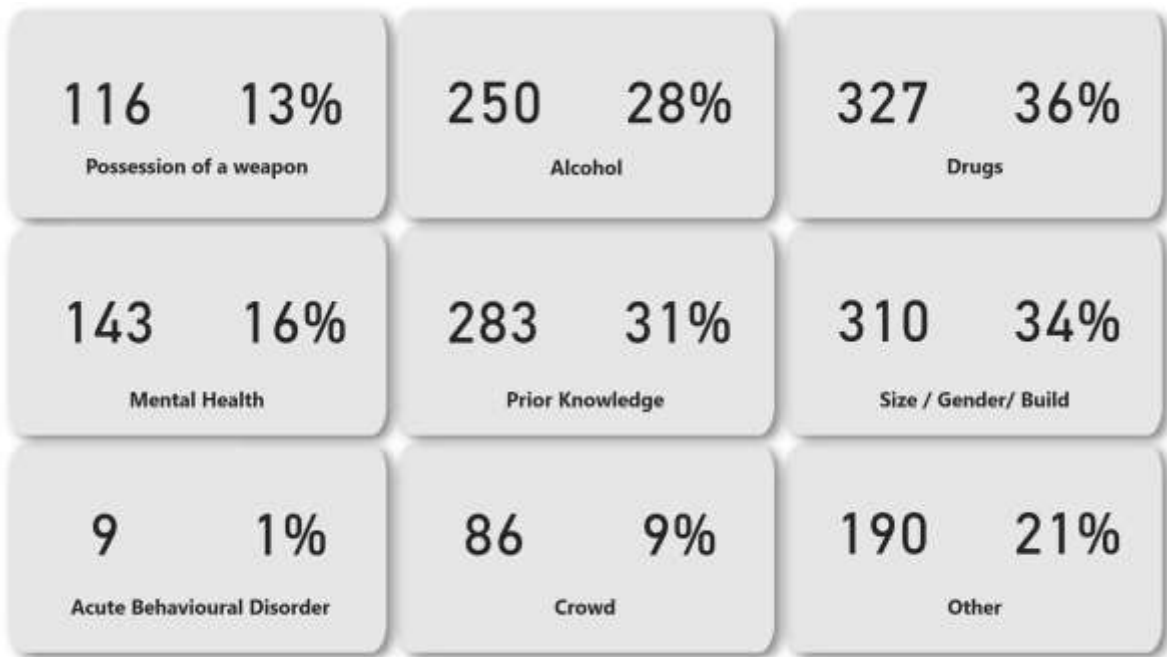 116 13%
Possession of a weapon
250 28%
Alcohol
327 36%
Drugs
143 16%
Mental Health
283 31%
Prior Knowledge
310 34%
Size / Gender/ Build
9 1%
Acute Behavioural Disorder
86 9%
Crowd
190 21%
Other